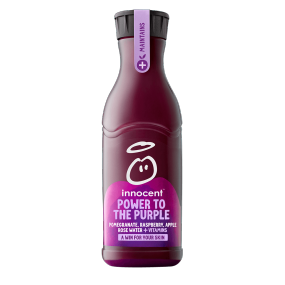 MAINTAINS
innocent
POWER TO
THE PURPLE
POMEGRANATE, RASPBERRY, APPLE
ROSE WATER + VITAMINS
A WIN FOR YOUR SKIN